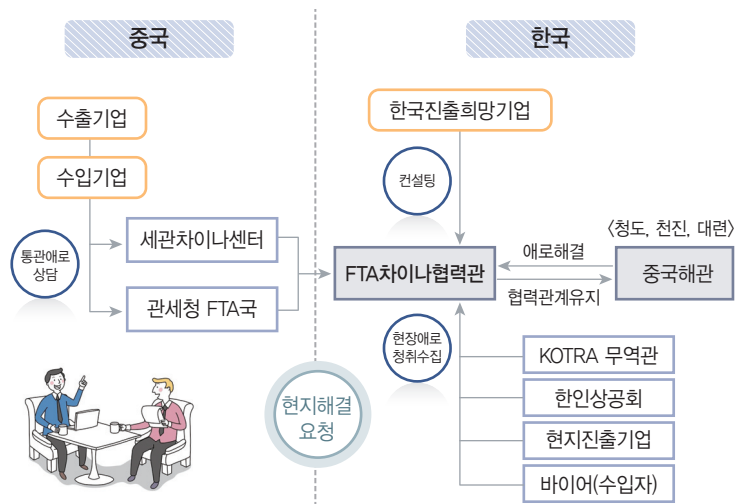 중국
한국
수출기업
수입기업
통관애로
상담
세관차이나센터
관세청 FTA국
한국진출희망기업
컨설팅
FTA차이나협력관
애로해결
협력관계유지
〈청도, 천진, 대련〉
중국해관
현장애로
청취수집
KOTRA 무역관
한인상공회
현지진출기업
바이어(수입자)
현지해결
요청